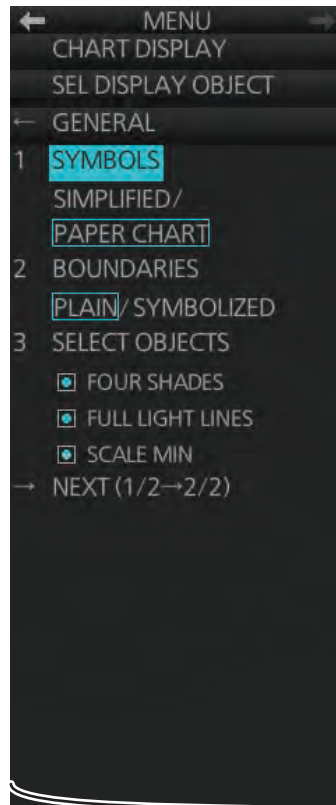 MENU
CHART DISPLAY
SEL DISPLAY OBJECT
← GENERAL
1 SYMBOLS
SIMPLIFIED/
PAPER CHART
2 BOUNDARIES
PLAIN/ SYMBOLIZED
3 SELECT OBJECTS
FOUR SHADES
FULL LIGHT LINES
SCALE MIN
→ NEXT (1/2→2/2)